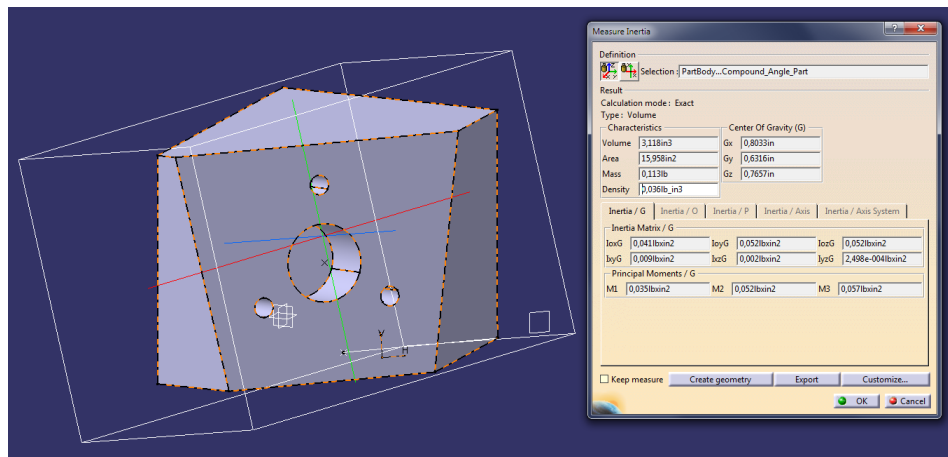 Measure Inertia
Definition
Selection : PartBody...Compound_Angle_Part
Result
Calculation mode : Exact
Type : Volume
Characteristics Center Of Gravity (G)
Volume 3,118in3 Gx 0,8033in
Area 15,958in2 Gy 0,6316in
Mass 0,113lb Gz 0,7657in
Density 0,036lb_in3
Inertia / G Inertia / O Inertia / P Inertia / Axis Inertia / Axis System
Inertia Matrix / G
IoxG 0,041lbxin2 IoyG 0,052lbxin2 IozG 0,052lbxin2
IxyG 0,009lbxin2 IxzG 0,002lbxin2 IyzG 2,498e-004lbxin2
Principal Moments / G
M1 0,035lbxin2 M2 0,052lbxin2 M3 0,057lbxin2
V
H
Keep measure Create geometry Export Customize...
OK Cancel